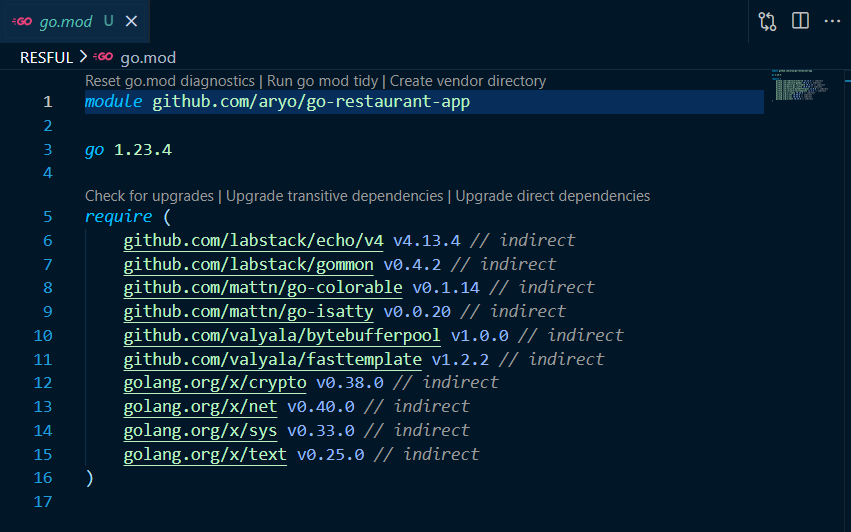 go.mod U
RESFUL > go.mod
Reset go.mod diagnostics | Run go mod tidy | Create vendor directory
1 module github.com/aryo/go-restaurant-app
2
3 go 1.23.4
4
Check for upgrades | Upgrade transitive dependencies | Upgrade direct dependencies
5 require (
6 github.com/labstack/echo/v4 v4.13.4 // indirect
7 github.com/labstack/gommon v0.4.2 // indirect
8 github.com/mattn/go-colorable v0.1.14 // indirect
9 github.com/mattn/go-isatty v0.0.20 // indirect
10 github.com/valyala/bytebufferpool v1.0.0 // indirect
11 github.com/valyala/fasttemplate v1.2.2 // indirect
12 golang.org/x/crypto v0.38.0 // indirect
13 golang.org/x/net v0.40.0 // indirect
14 golang.org/x/sys v0.33.0 // indirect
15 golang.org/x/text v0.25.0 // indirect
16 )
17